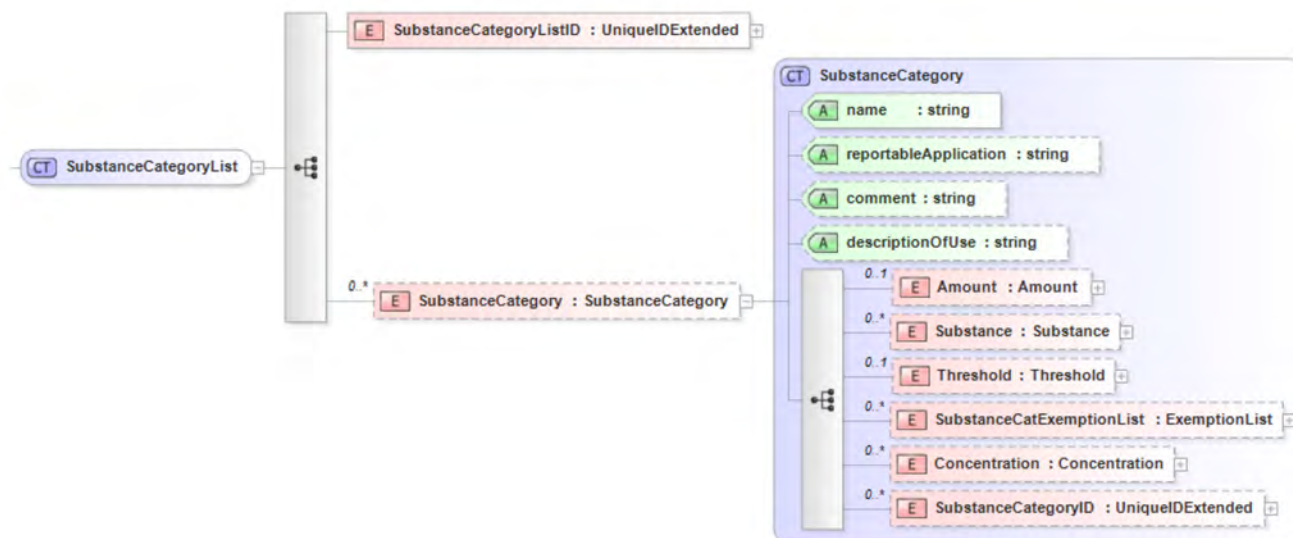 E SubstanceCategoryListID : UniqueIDExtended
CT SubstanceCategory
A name : string
A reportableApplication : string
CT SubstanceCategoryList
A comment : string
A descriptionOfUse : string
0..1 E Amount : Amount
0..* E SubstanceCategory : SubstanceCategory
0..* E Substance : Substance
0..1 E Threshold : Threshold
0..* E SubstanceCatExemptionList : ExemptionList
0..* E Concentration : Concentration
0..* E SubstanceCategoryID : UniqueIDExtended